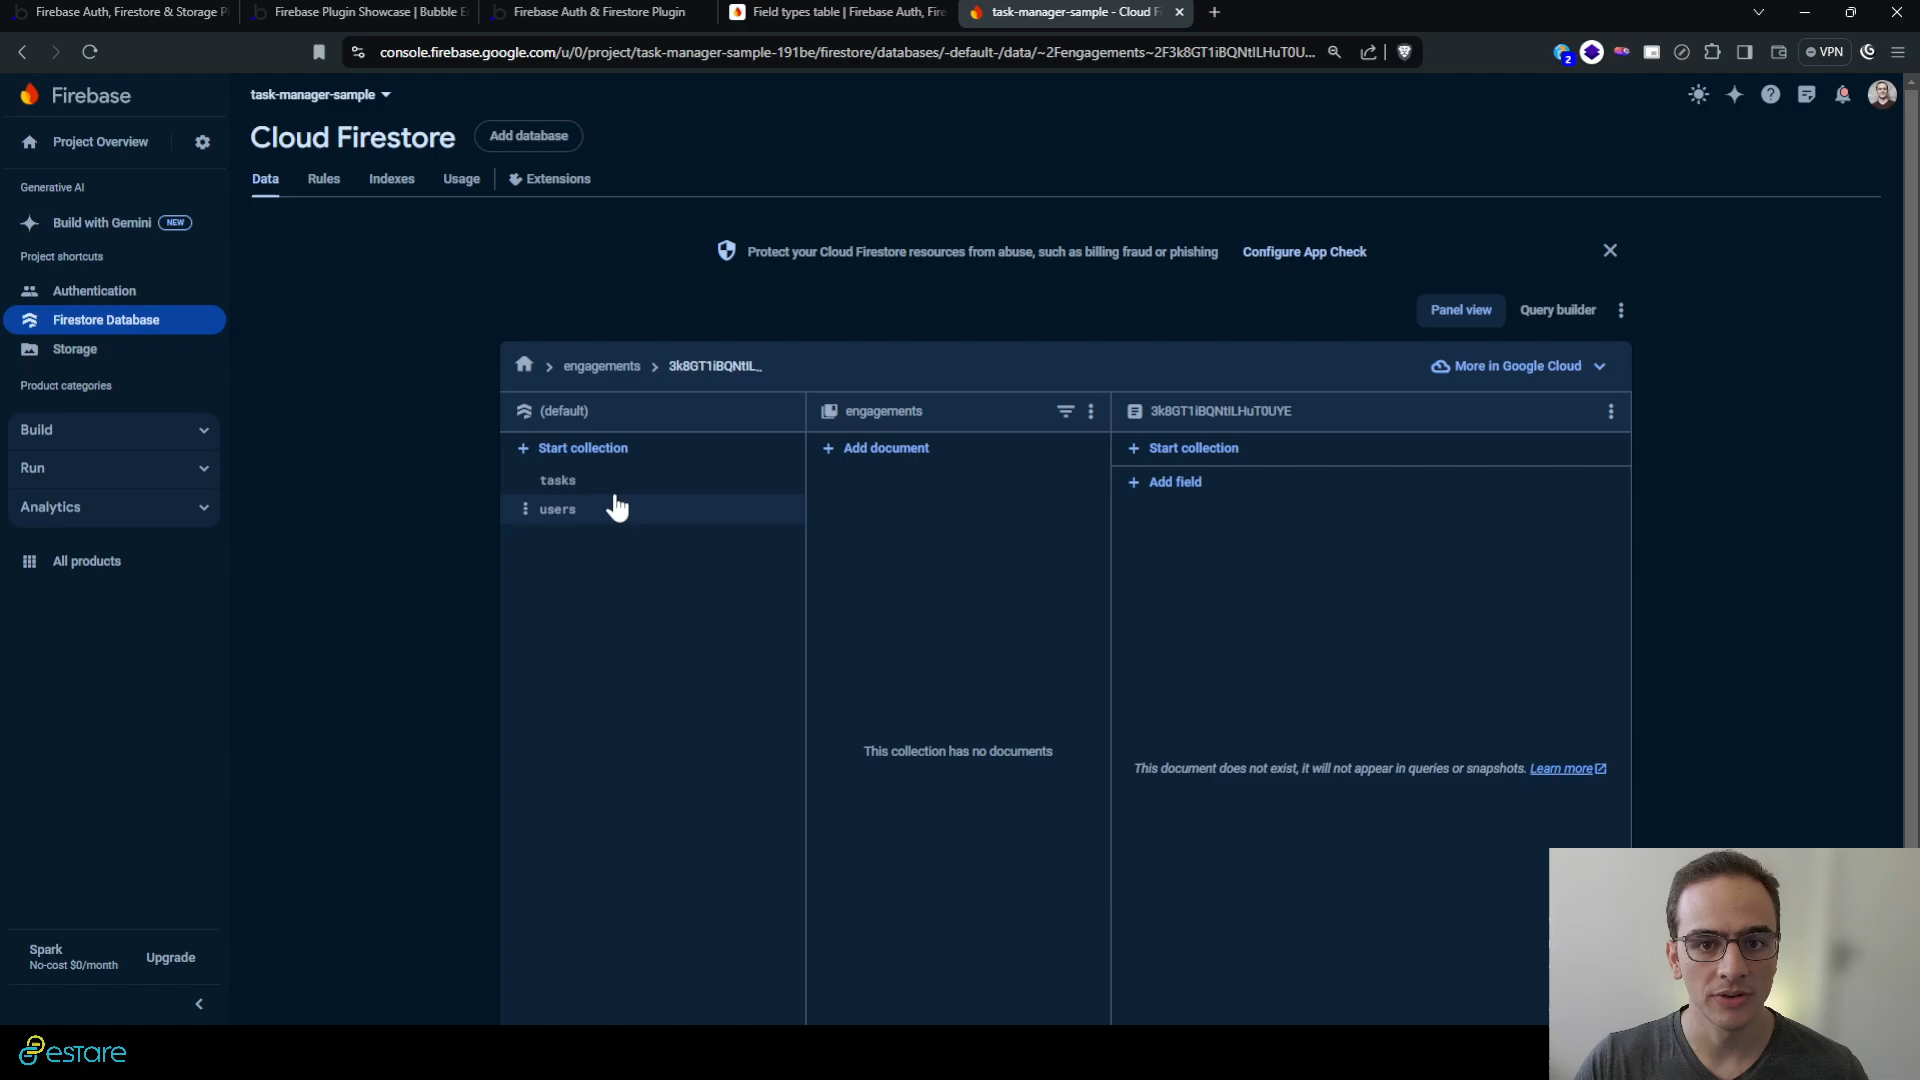 Firebase Auth, Firestore & Storage P
Firebase Plugin Showcase | Bubble E
Firebase Auth & Firestore Plugin
Field types table | Firebase Auth, Fire
task-manager-sample - Cloud Fi
console.firebase.google.com/u/0/project/task-manager-sample-191be/firestore/databases/-default-/data/~2Fengagements~2F3k8GT1iBQNtILHuT0U...
2
VPN
Firebase
task-manager-sample
Project Overview
Cloud Firestore
Add database
Data
Rules
Indexes
Usage
Extensions
Generative AI
Build with Gemini
NEW
Project shortcuts
Authentication
Firestore Database
Storage
Product categories
Build
Run
Analytics
All products
Protect your Cloud Firestore resources from abuse, such as billing fraud or phishing
Configure App Check
Panel view
Query builder
engagements
3k8GT1iBQNtIL…
More in Google Cloud
(default)
engagements
3k8GT1iBQNtILHuT0UYE
Start collection
Add document
Start collection
tasks
Add field
users
This collection has no documents
This document does not exist, it will not appear in queries or snapshots. Learn more
Spark
No-cost $0/month
Upgrade
estare